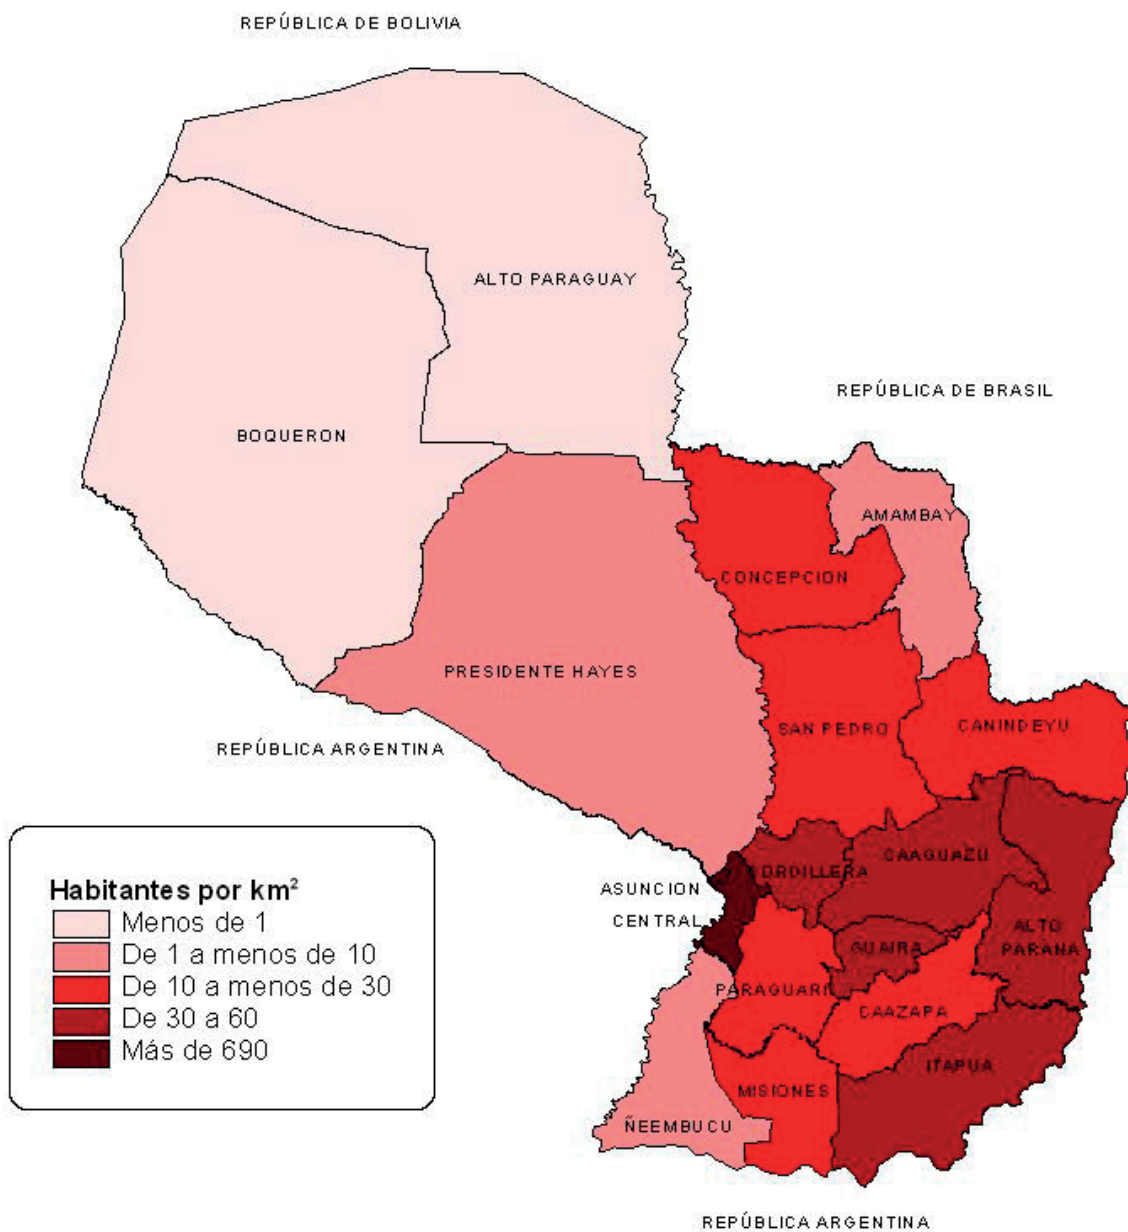 REPÚBLICA DE BOLIVIA
ALTO PARAGUAY
REPÚBLICA DE BRASIL
BOQUERON
AMAMBAY
CONCEPCION
PRESIDENTE HAYES
SAN PEDRO
CANINDEYU
REPÚBLICA ARGENTINA
CORDILLERA
CAAGUAZU
ASUNCION
CENTRAL
GUAIRA
ALTO
PARANA
PARAGUARI
CAAZAPA
ITAPUA
MISIONES
ÑEEMBUCU
Habitantes por km²
Menos de 1
De 1 a menos de 10
De 10 a menos de 30
De 30 a 60
Más de 690
REPÚBLICA ARGENTINA